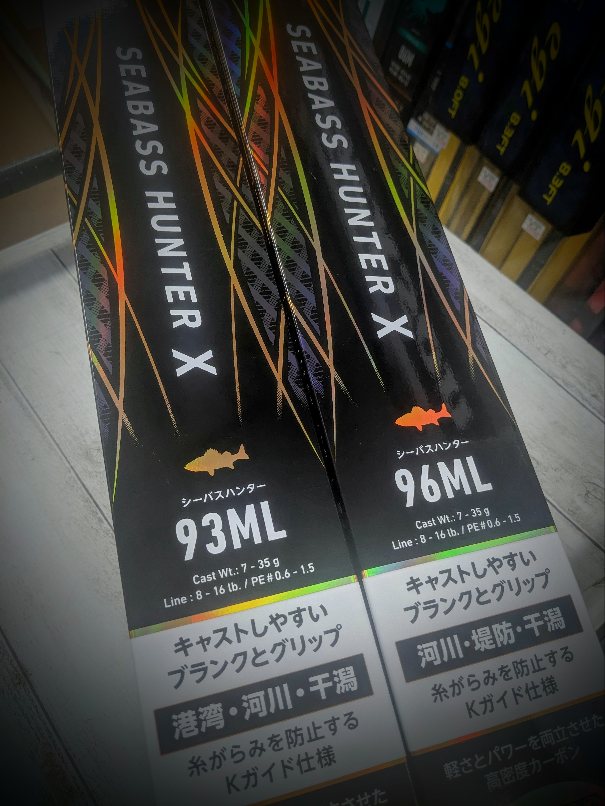 SEABASS HUNTER X
シーバスハンター
93ML
Cast Wt.: 7 - 35 g
Line : 8 - 16 lb. / PE#0.6 - 1.5
キャストしやすい
ブランクとグリップ
港湾・河川・干潟
糸がらみを防止する
Kガイド仕様
SEABASS HUNTER X
シーバスハンター
96ML
Cast Wt.: 7 - 35 g
Line : 8 - 16 lb. / PE#0.6 - 1.5
キャストしやすい
ブランクとグリップ
河川・堤防・干潟
糸がらみを防止する
Kガイド仕様
軽さとパワーを両立させた
高密度カーボン
egi
8.3FT
egi
8.3FT